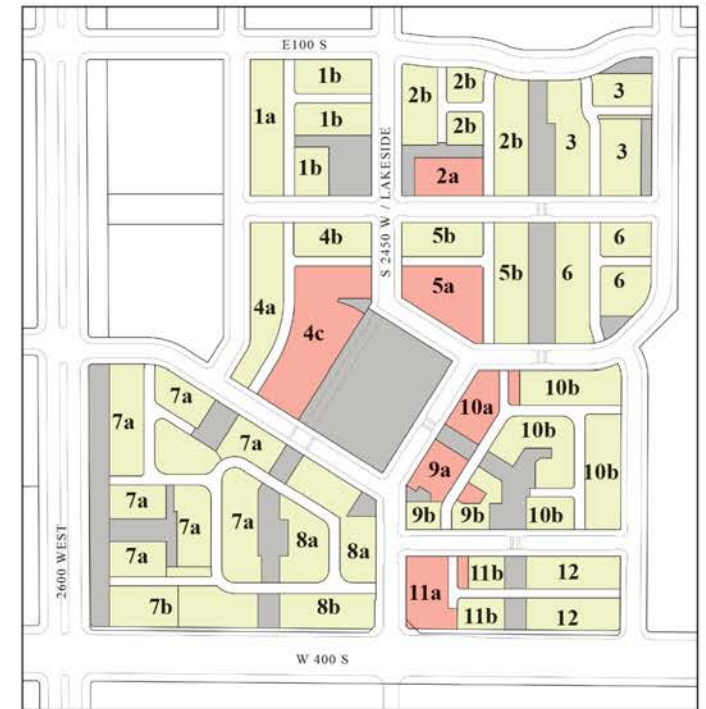 E100 S
1a
1b
1b
1b
S 2450 W / LAKESIDE
2b
2b
2b
2b
2a
3
3
3
4b
4a
4c
5b
5a
5b
6
6
6
7a
7a
7a
7a
7a
7a
7a
7b
8a
8a
8b
10a
10b
10b
10b
10b
9a
9b
9b
11a
11b
11b
12
12
2600 WEST
W 400 S